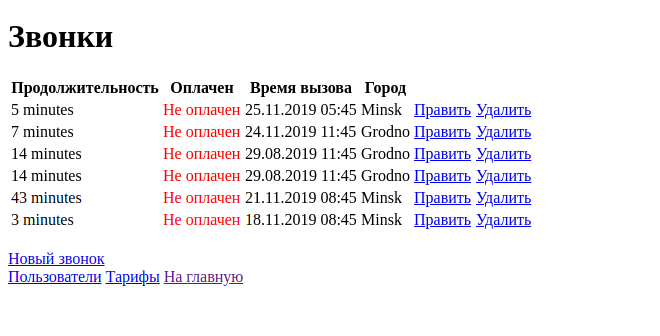 Звонки
Продолжительность Оплачен Время вызова Город
5 minutes Не оплачен 25.11.2019 05:45 Minsk Править Удалить
7 minutes Не оплачен 24.11.2019 11:45 Grodno Править Удалить
14 minutes Не оплачен 29.08.2019 11:45 Grodno Править Удалить
14 minutes Не оплачен 29.08.2019 11:45 Grodno Править Удалить
43 minutes Не оплачен 21.11.2019 08:45 Minsk Править Удалить
3 minutes Не оплачен 18.11.2019 08:45 Minsk Править Удалить
Новый звонок
Пользователи Тарифы На главную